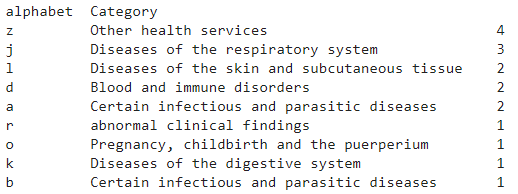 alphabet Category
z Other health services 4
j Diseases of the respiratory system 3
l Diseases of the skin and subcutaneous tissue 2
d Blood and immune disorders 2
a Certain infectious and parasitic diseases 2
r abnormal clinical findings 1
o Pregnancy, childbirth and the puerperium 1
k Diseases of the digestive system 1
b Certain infectious and parasitic diseases 1